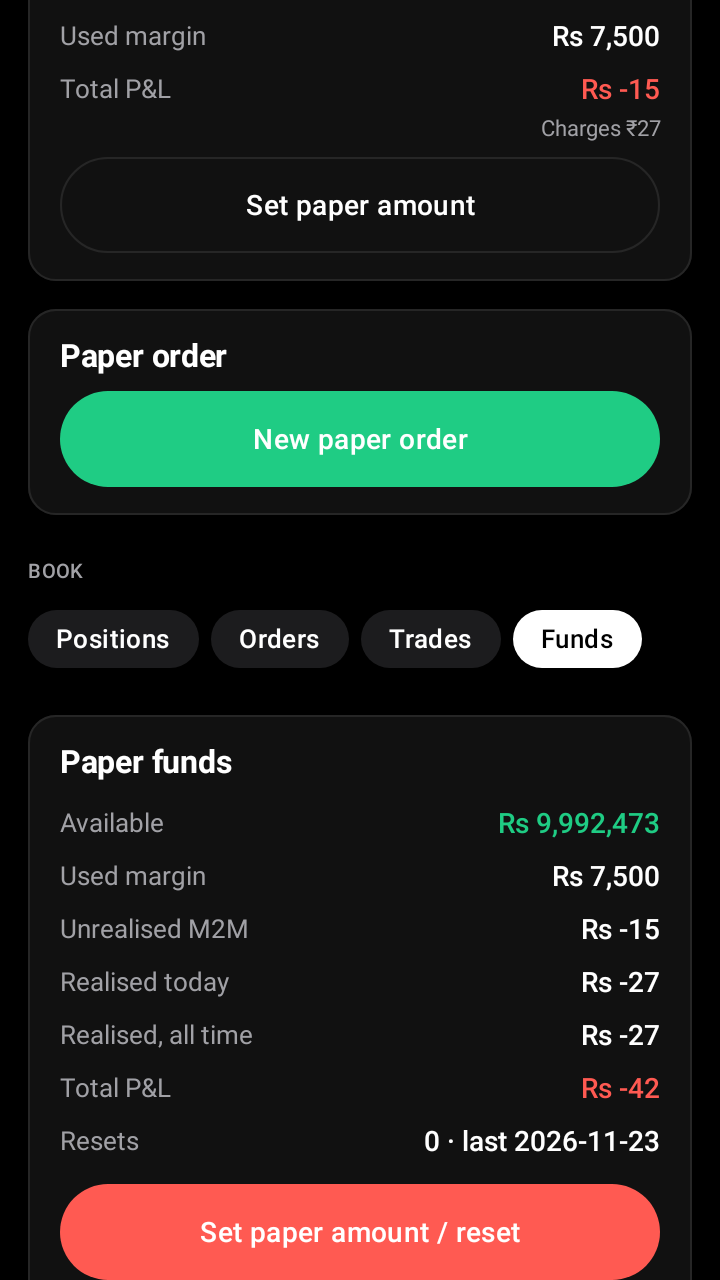 Used margin Rs 7,500
Total P&L Rs -15
Charges ₹27
Set paper amount
Paper order
New paper order
BOOK
Positions Orders Trades Funds
Paper funds
Available Rs 9,992,473
Used margin Rs 7,500
Unrealised M2M Rs -15
Realised today Rs -27
Realised, all time Rs -27
Total P&L Rs -42
Resets 0 · last 2026-11-23
Set paper amount / reset